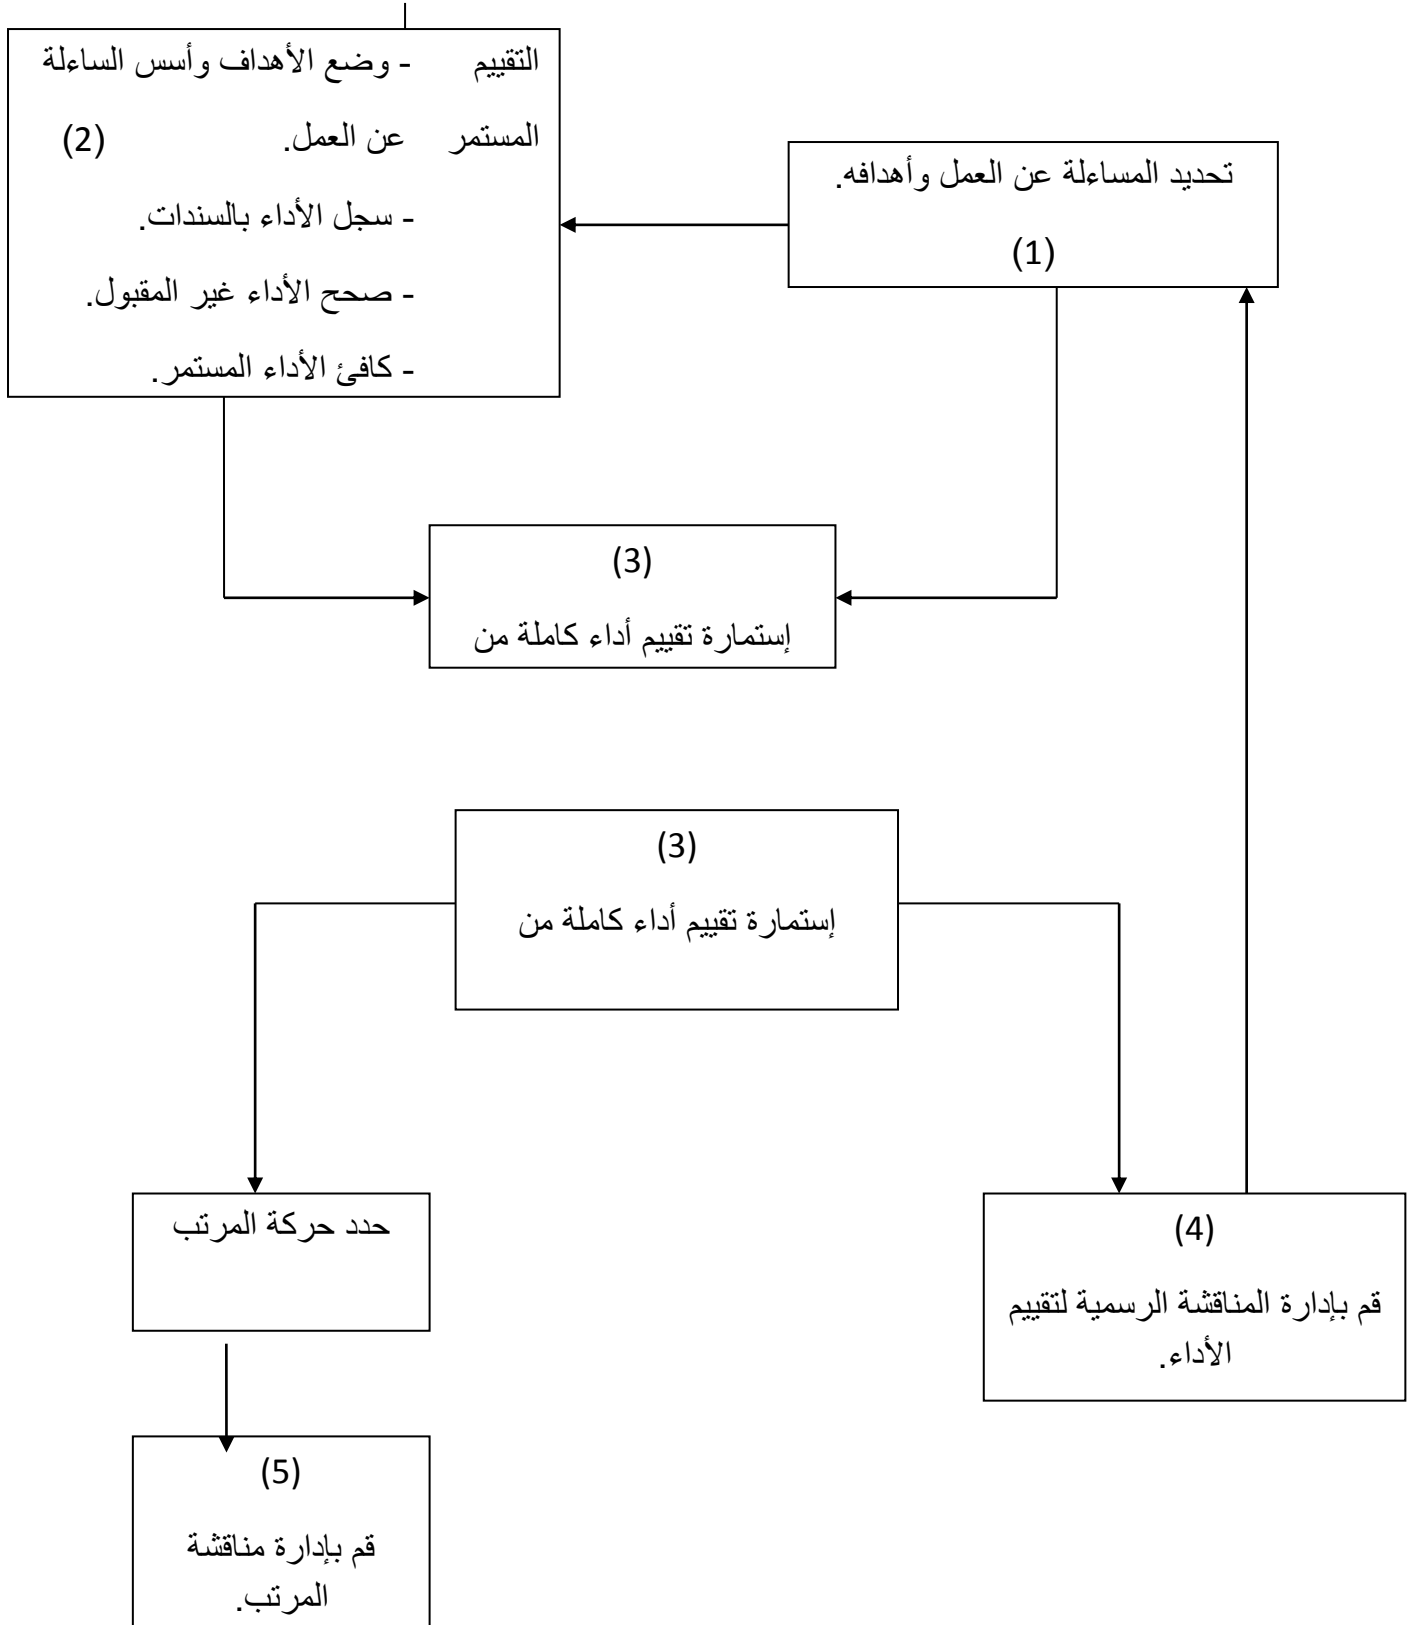 التقييم - وضع الأهداف وأسس الساءلة
المستمر عن العمل. (2)
- سجل الأداء بالسندات.
- صحح الأداء غير المقبول.
- كافئ الأداء المستمر.
تحديد المساءلة عن العمل وأهدافه.
(1)
(3)
إستمارة تقييم أداء كاملة من
(3)
إستمارة تقييم أداء كاملة من
(4)
قم بإدارة المناقشة الرسمية لتقييم
الأداء.
حدد حركة المرتب
(5)
قم بإدارة مناقشة
المرتب.